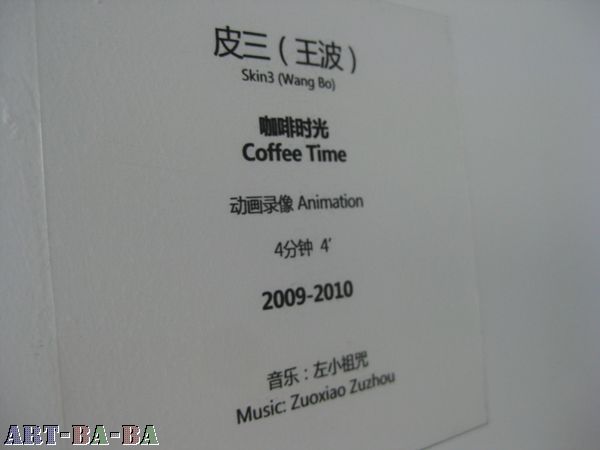 皮三（王波）
Skin3 (Wang Bo)
咖啡时光
Coffee Time
动画录像 Animation
4分钟 4′
2009-2010
音乐：左小祖咒
Music: Zuoxiao Zuzhou
ART-BA-BA